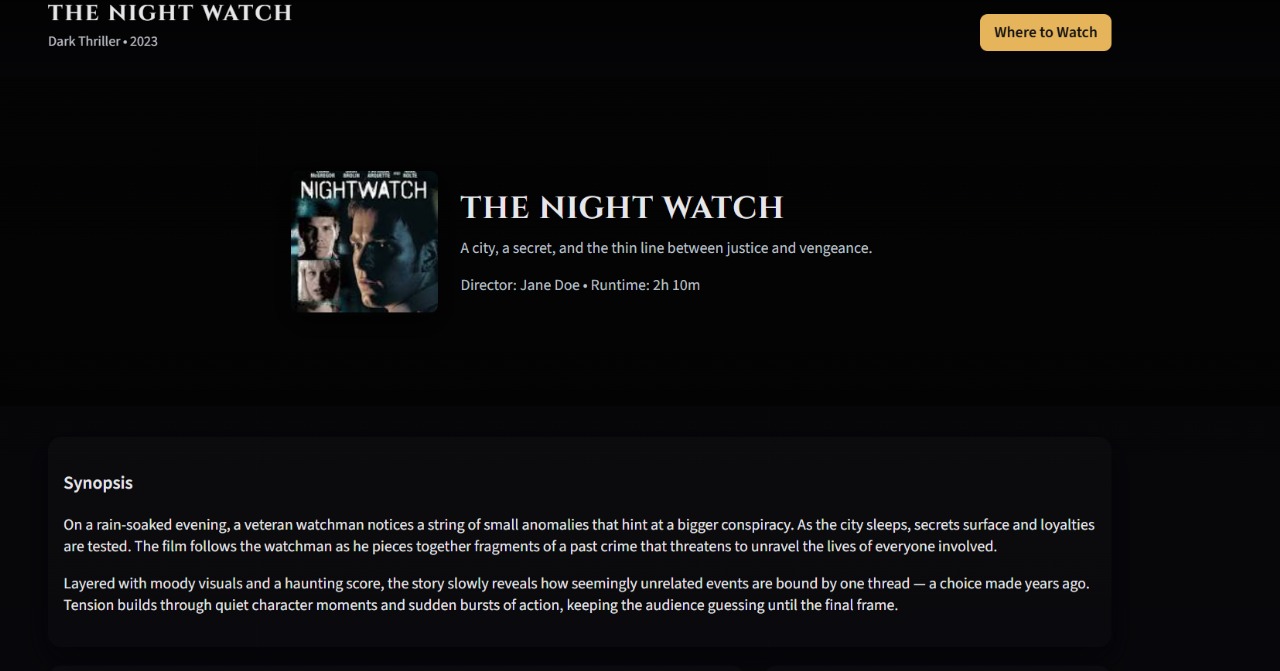 THE NIGHT WATCH
Dark Thriller • 2023
Where to Watch
NIGHTWATCH
THE NIGHT WATCH
A city, a secret, and the thin line between justice and vengeance.
Director: Jane Doe • Runtime: 2h 10m
Synopsis
On a rain-soaked evening, a veteran watchman notices a string of small anomalies that hint at a bigger conspiracy. As the city sleeps, secrets surface and loyalties
are tested. The film follows the watchman as he pieces together fragments of a past crime that threatens to unravel the lives of everyone involved.
Layered with moody visuals and a haunting score, the story slowly reveals how seemingly unrelated events are bound by one thread — a choice made years ago.
Tension builds through quiet character moments and sudden bursts of action, keeping the audience guessing until the final frame.